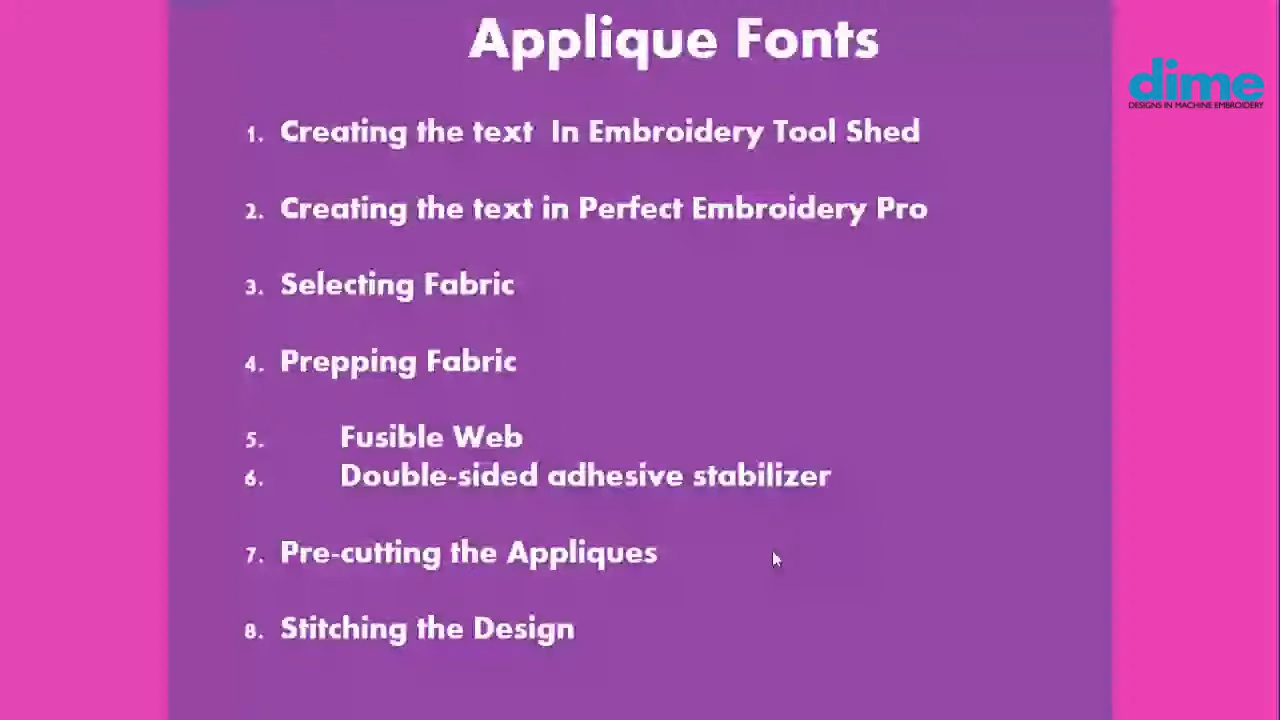 Applique Fonts
dime
DESIGNS IN MACHINE EMBROIDERY
1. Creating the text In Embroidery Tool Shed
2. Creating the text in Perfect Embroidery Pro
3. Selecting Fabric
4. Prepping Fabric
5. Fusible Web
6. Double-sided adhesive stabilizer
7. Pre-cutting the Appliques
8. Stitching the Design